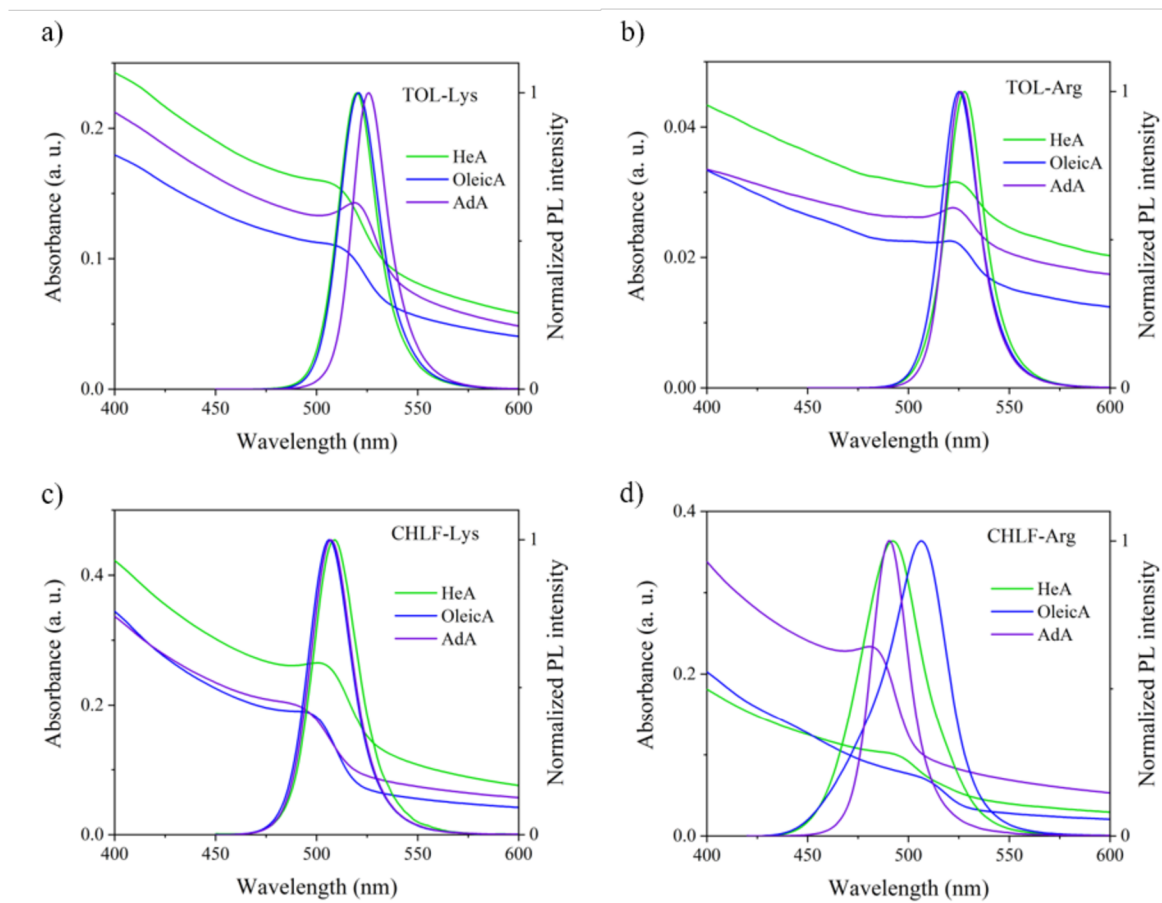 a)
TOL-Lys
HeA
OleicA
AdA
0.2
0.1
0.0
Absorbance (a. u.)
1
0
Normalized PL intensity
400
450
500
550
600
Wavelength (nm)
b)
TOL-Arg
HeA
OleicA
AdA
0.04
0.02
0.00
Absorbance (a. u.)
1
0
Normalized PL intensity
400
450
500
550
600
Wavelength (nm)
c)
CHLF-Lys
HeA
OleicA
AdA
0.4
0.2
0.0
Absorbance (a. u.)
1
0
Normalized PL intensity
400
450
500
550
600
Wavelength (nm)
d)
CHLF-Arg
HeA
OleicA
AdA
0.4
0.2
0.0
Absorbance (a. u.)
1
0
Normalized PL intensity
400
450
500
550
600
Wavelength (nm)